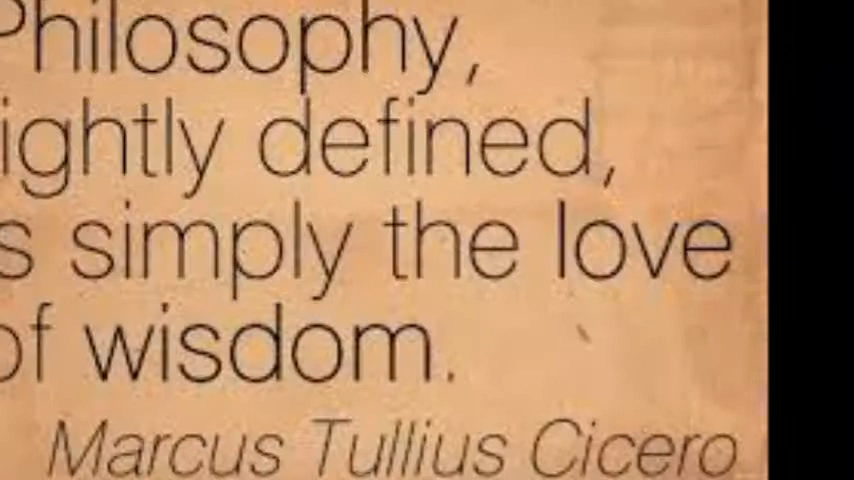 Philosophy,
ightly defined,
s simply the love
of wisdom.
Marcus Tullius Cicero